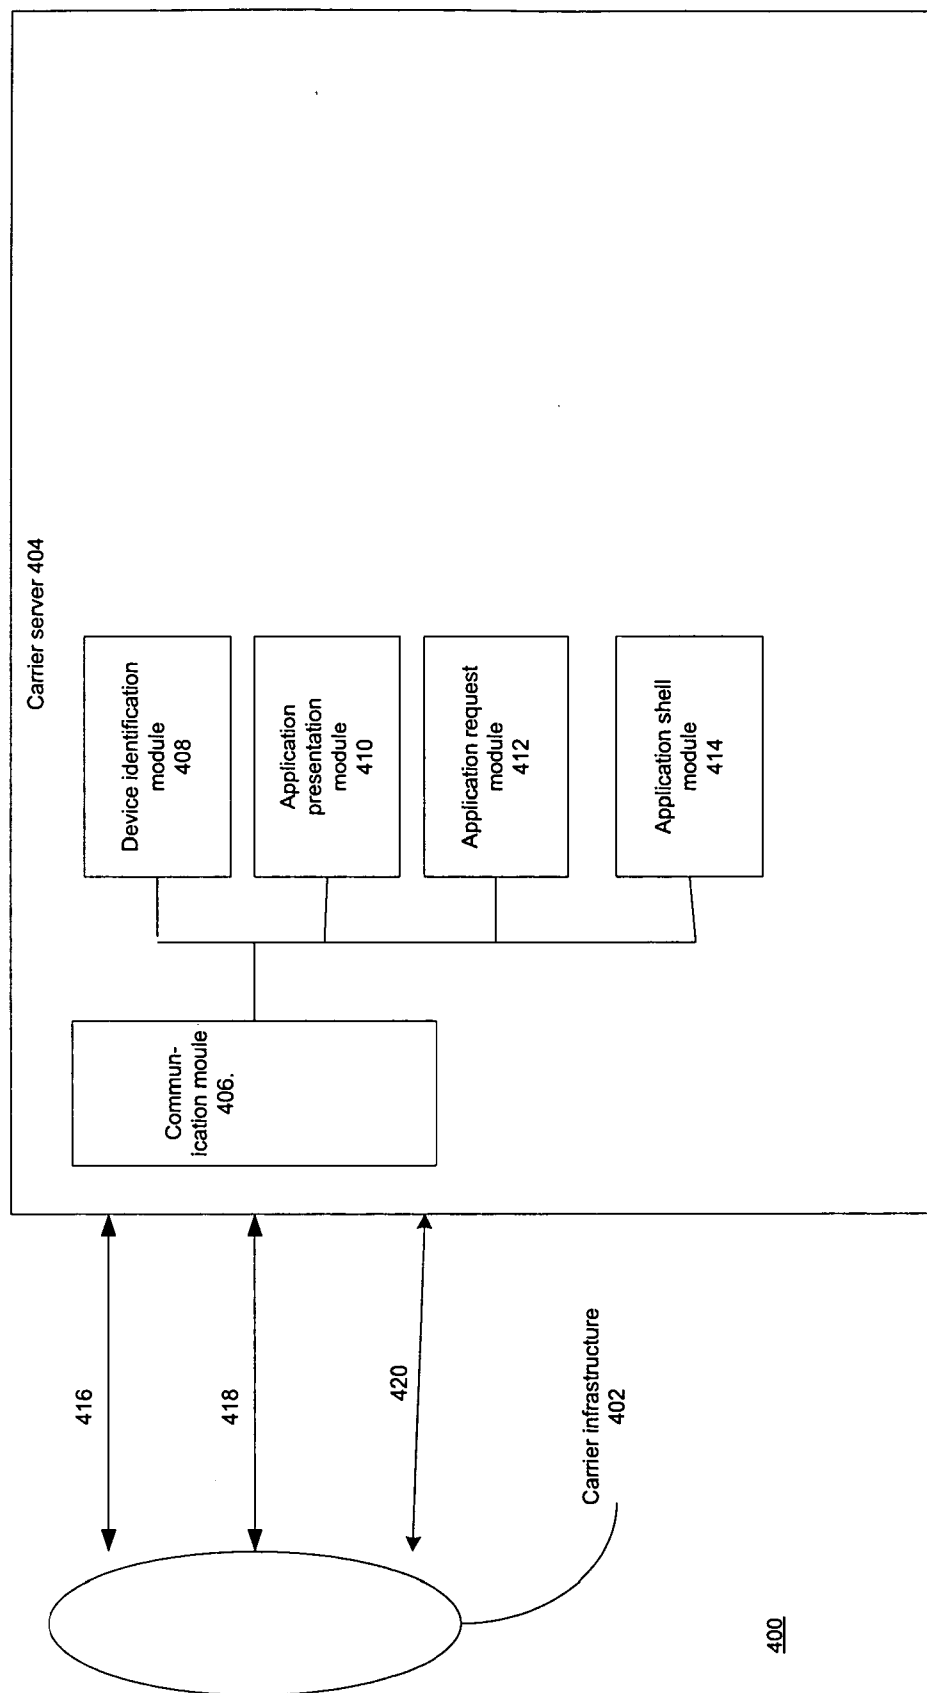 Carrier server 404
Device identification
module
408
Application
presentation
module
410
Application request
module
412
Application shell
module
414
Commun-
ication moule
406.
416
418
420
Carrier infrastructure
402
400